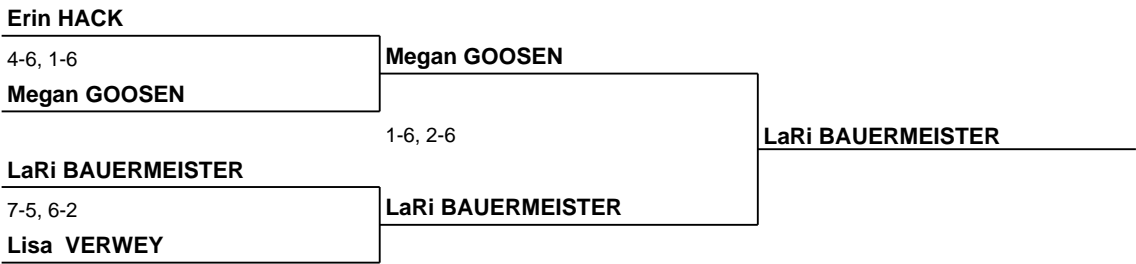 Erin HACK
4-6, 1-6
Megan GOOSEN
Megan GOOSEN
1-6, 2-6
LaRi BAUERMEISTER
LaRi BAUERMEISTER
7-5, 6-2
LaRi BAUERMEISTER
Lisa  VERWEY